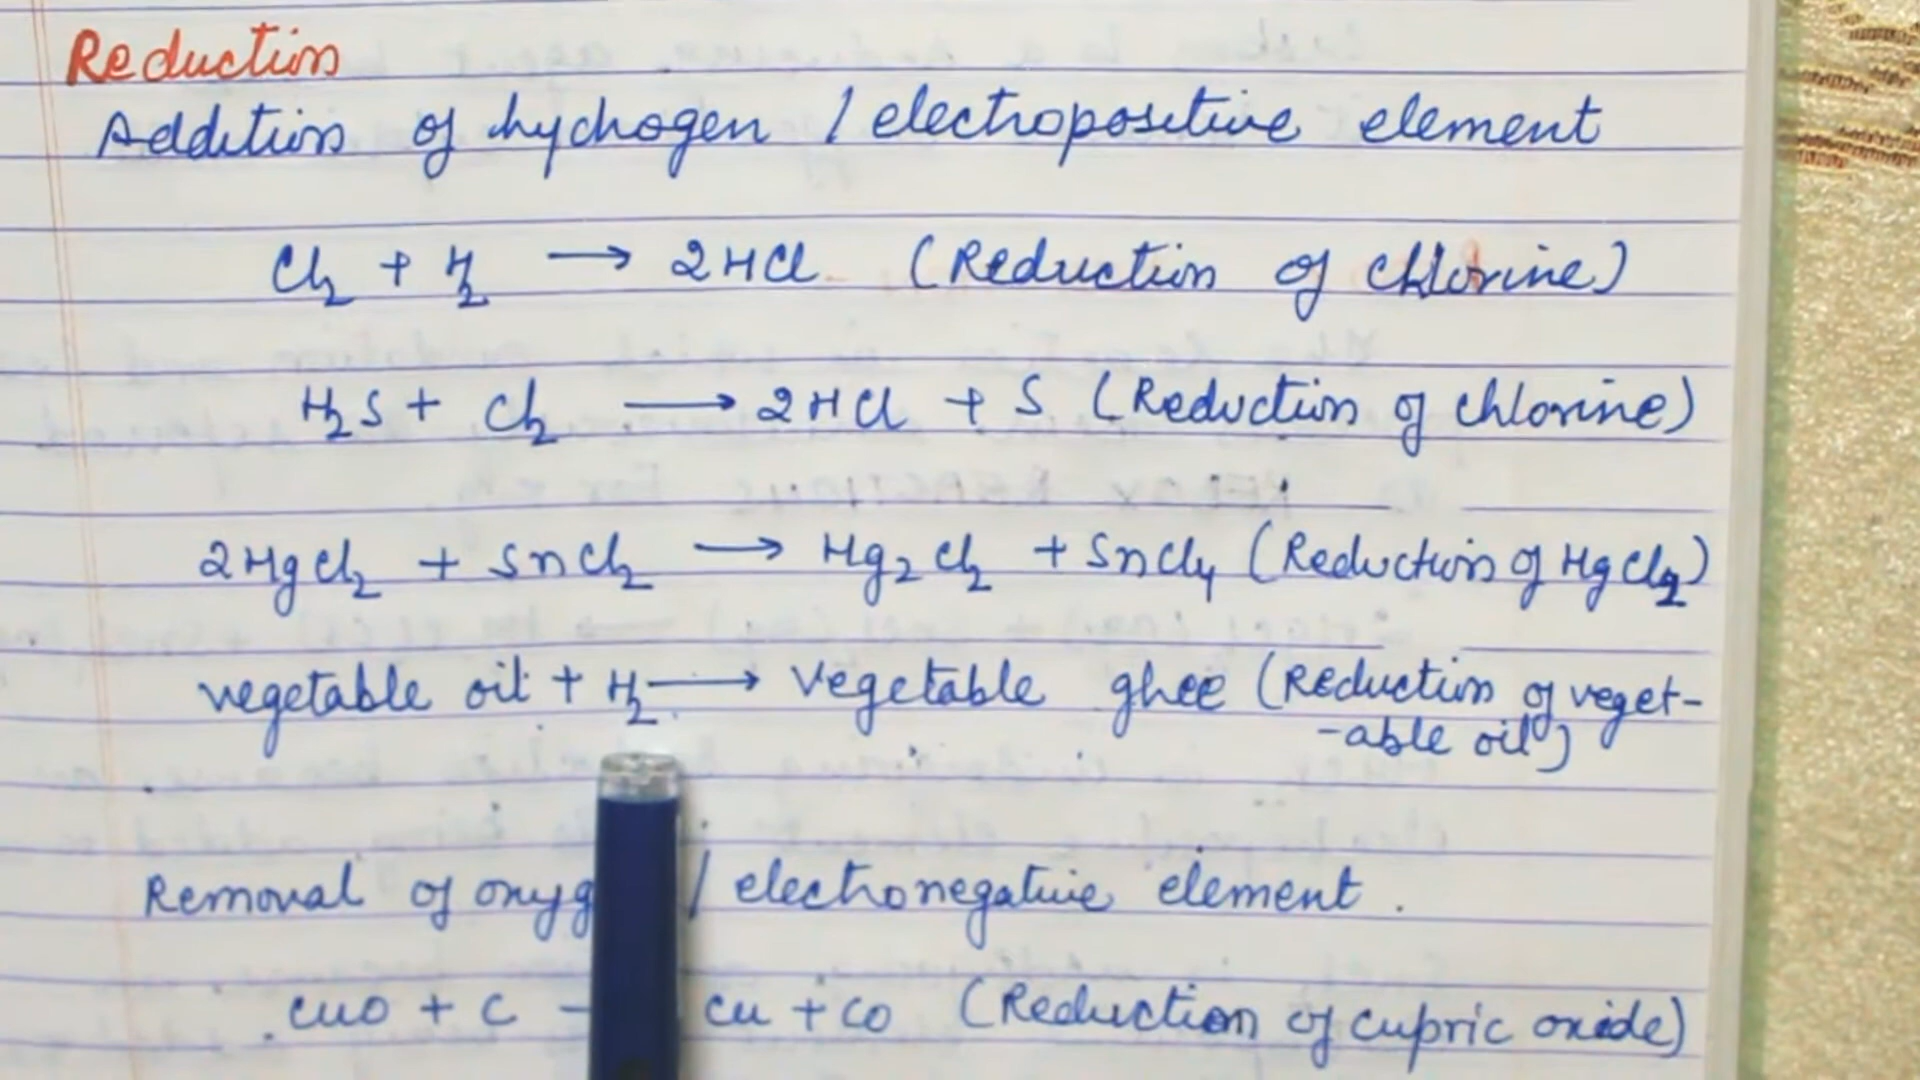 Reduction
Addition of hydrogen / electropositive element
Cl2 + H2 → 2HCl (Reduction of chlorine)
H2S + Cl2 → 2HCl + S (Reduction of chlorine)
2HgCl2 + SnCl2 → Hg2Cl2 + SnCl4 (Reduction of HgCl2)
vegetable oil + H2 → Vegetable ghee (Reduction of veget-
-able oil)
Removal of / electronegative element.
CuO + C Cu + CO (Reduction of cupric oxide)